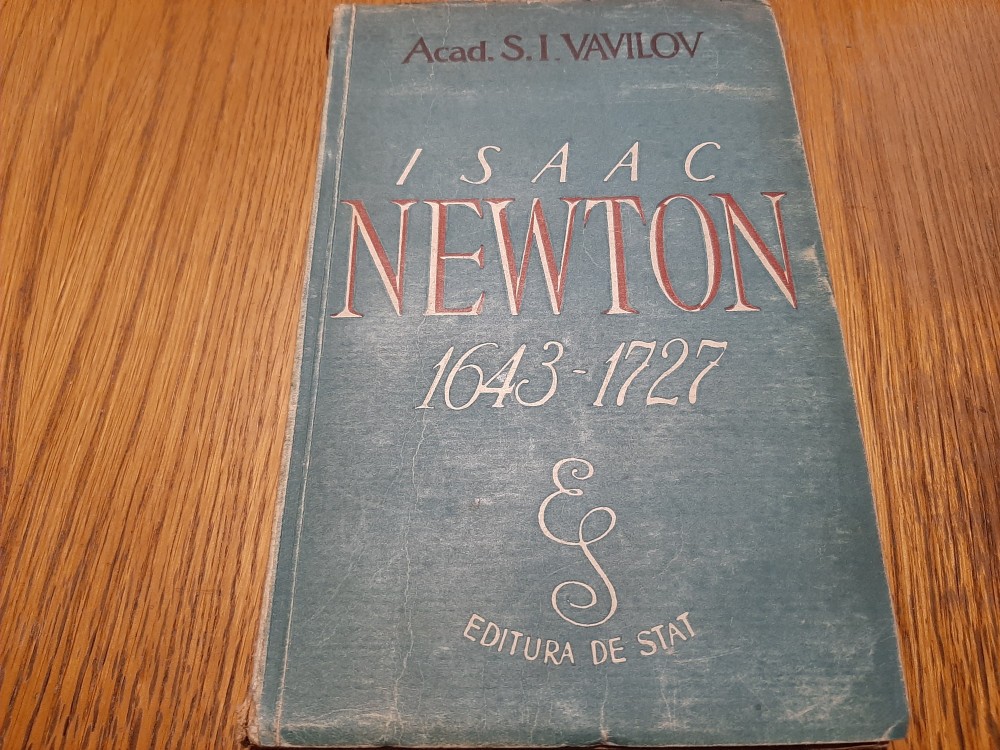 Acad. S. I. VAVILOV
ISAAC
NEWTON
1643-1727
ES
EDITURA DE STAT